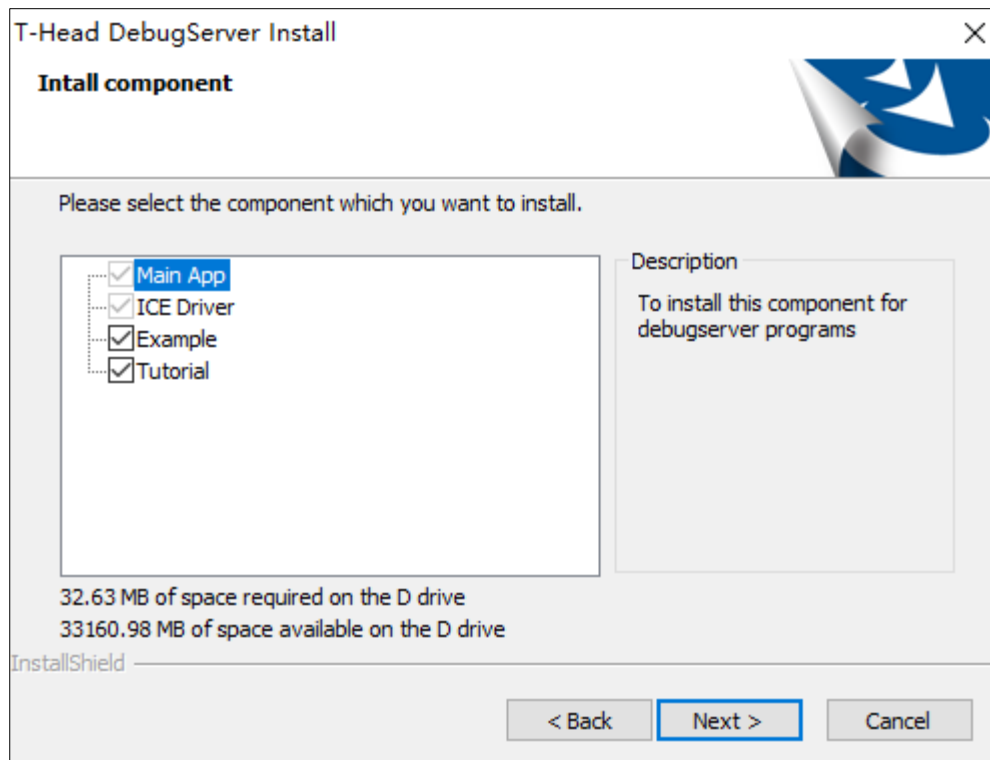 T-Head DebugServer Install
Intall component
Please select the component which you want to install.
Main App
ICE Driver
Example
Tutorial
Description
To install this component for
debugserver programs
32.63 MB of space required on the D drive
33160.98 MB of space available on the D drive
InstallShield
< Back
Next >
Cancel